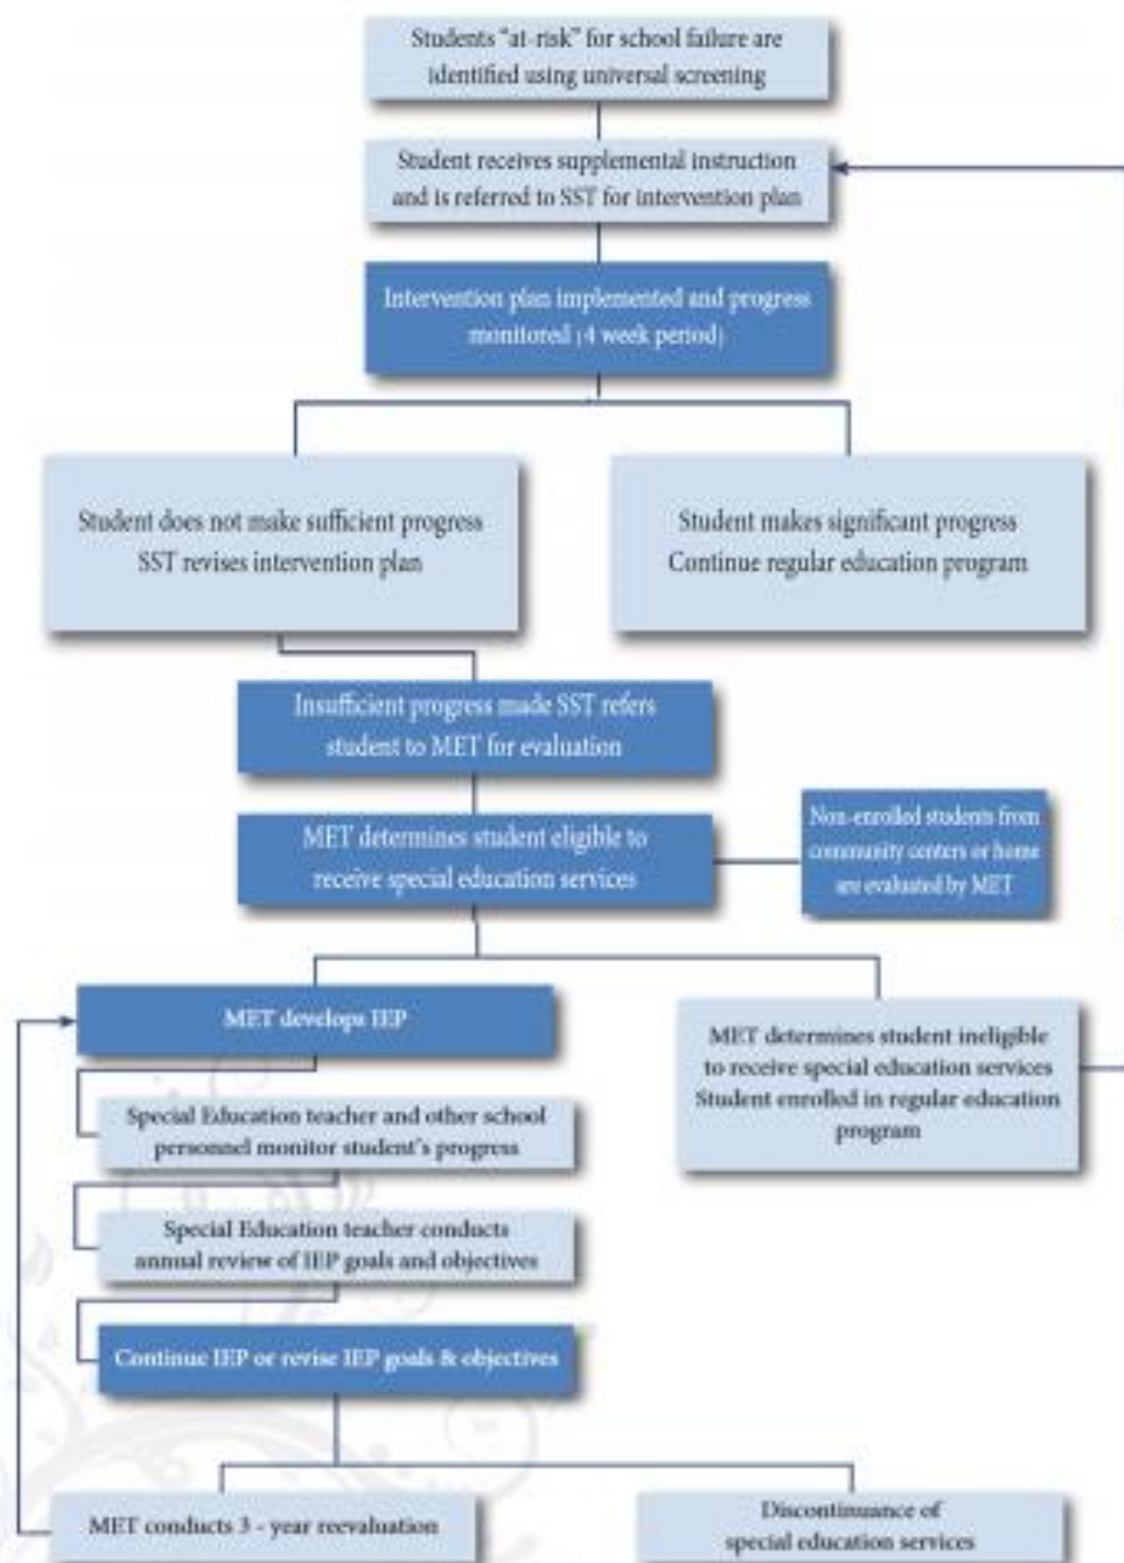 Students "at-risk" for school failure are
identified using universal screening
Student receives supplemental instruction
and is referred to SST for intervention plan
Intervention plan implemented and progress
monitored (4 week period)
Student does not make sufficient progress
SST revises intervention plan
Student makes significant progress
Continue regular education program
Insufficient progress made SST refers
student to MET for evaluation
MET determines student eligible to
receive special education services
Non-enrolled students from
community centers or home
are evaluated by MET
MET develops IEP
MET determines student ineligible
to receive special education services
Student enrolled in regular education
program
Special Education teacher and other school
personnel monitor student's progress
Special Education teacher conducts
annual review of IEP goals and objectives
Continue IEP or revise IEP goals & objectives
MET conducts 3 - year reevaluation
Discontinuance of
special education services